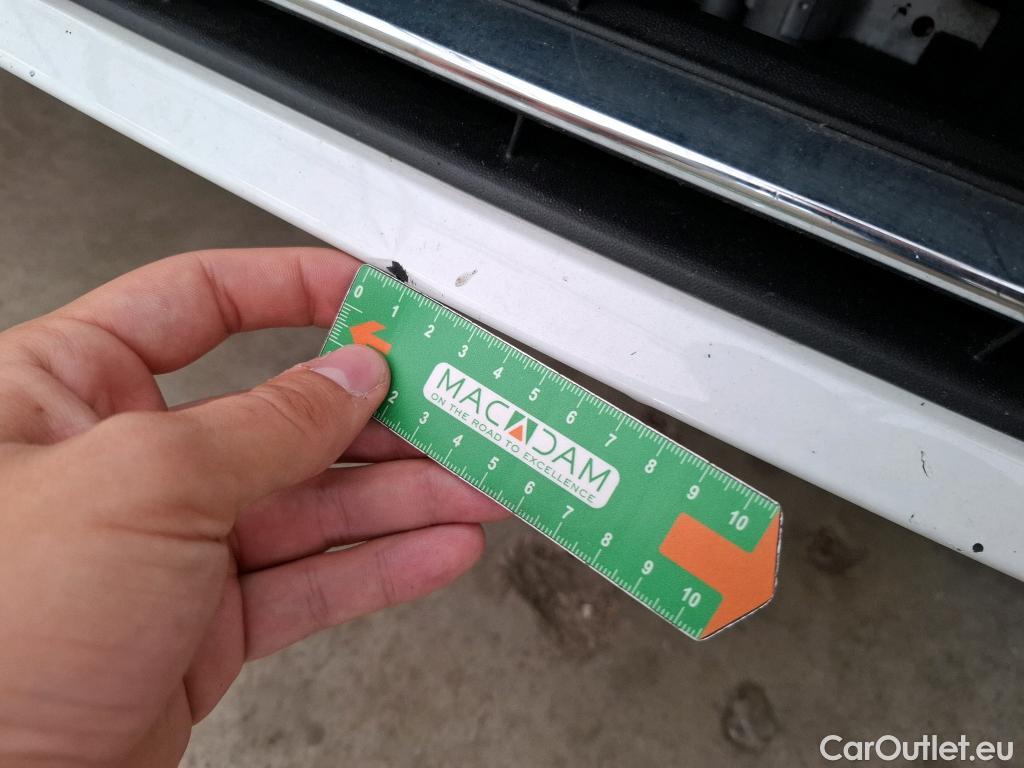 0 1 2 3 4 5 6 7 8 9 10
MACADAM
ON THE ROAD TO EXCELLENCE
2 3 4 5 6 7 8 9 10
CarOutlet.eu